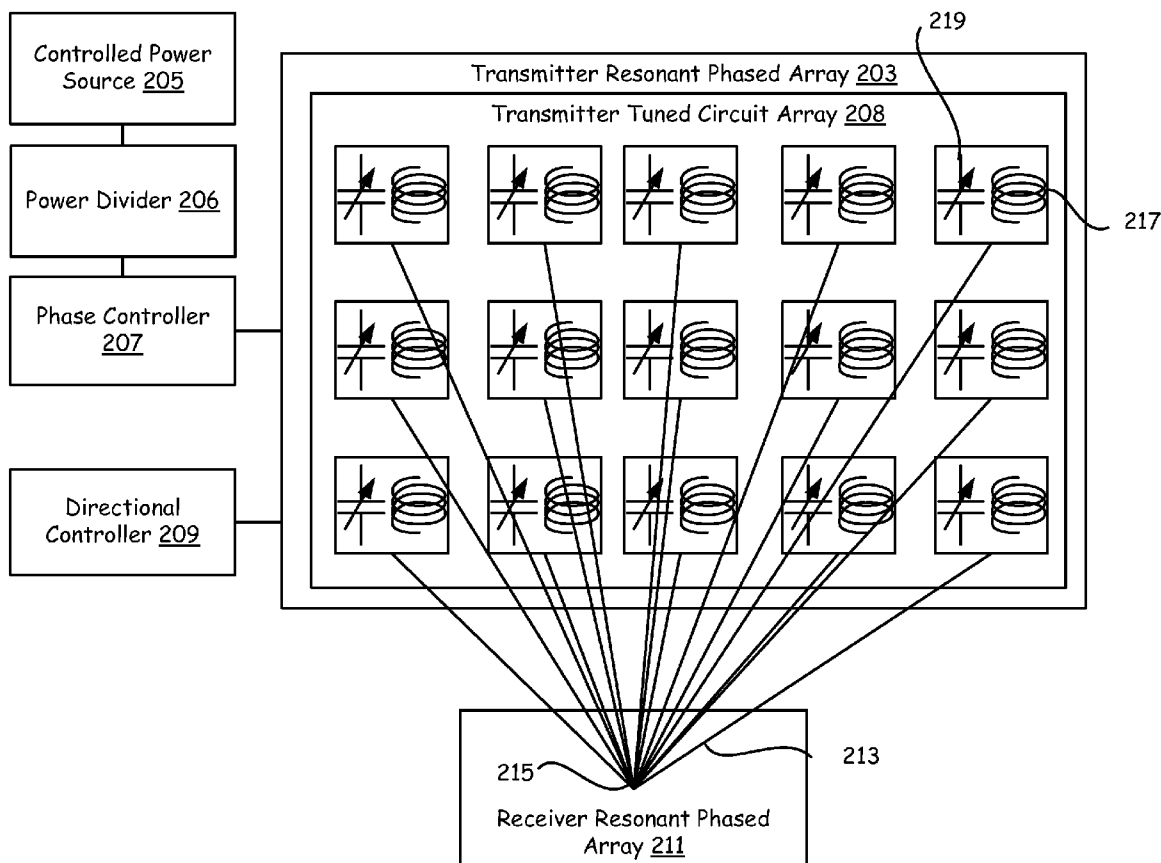 Controlled Power
Source 205
Power Divider 206
Phase Controller
207
Directional
Controller 209
Transmitter Resonant Phased Array 203
Transmitter Tuned Circuit Array 208
219
217
213
215
Receiver Resonant Phased
Array 211